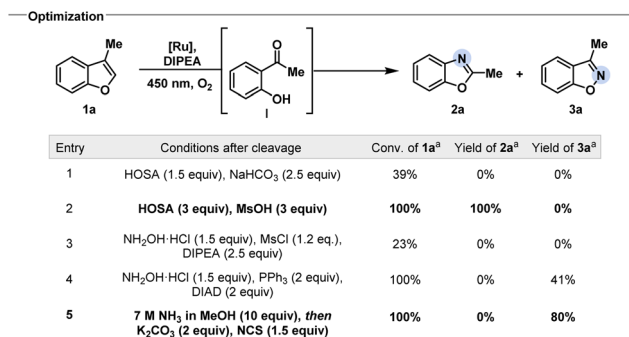 Optimization
[Ru],
DIPEA
450 nm, O2
Me
O
1a
O
Me
OH
I
N
Me
O
2a
+
Me
N
O
3a
Entry Conditions after cleavage Conv. of 1aa Yield of 2aa Yield of 3aa
1 HOSA (1.5 equiv), NaHCO3 (2.5 equiv) 39% 0% 0%
2 HOSA (3 equiv), MsOH (3 equiv) 100% 100% 0%
3 NH2OH·HCl (1.5 equiv), MsCl (1.2 eq.),
DIPEA (2.5 equiv) 23% 0% 0%
4 NH2OH·HCl (1.5 equiv), PPh3 (2 equiv),
DIAD (2 equiv) 100% 0% 41%
5 7 M NH3 in MeOH (10 equiv), then
K2CO3 (2 equiv), NCS (1.5 equiv) 100% 0% 80%